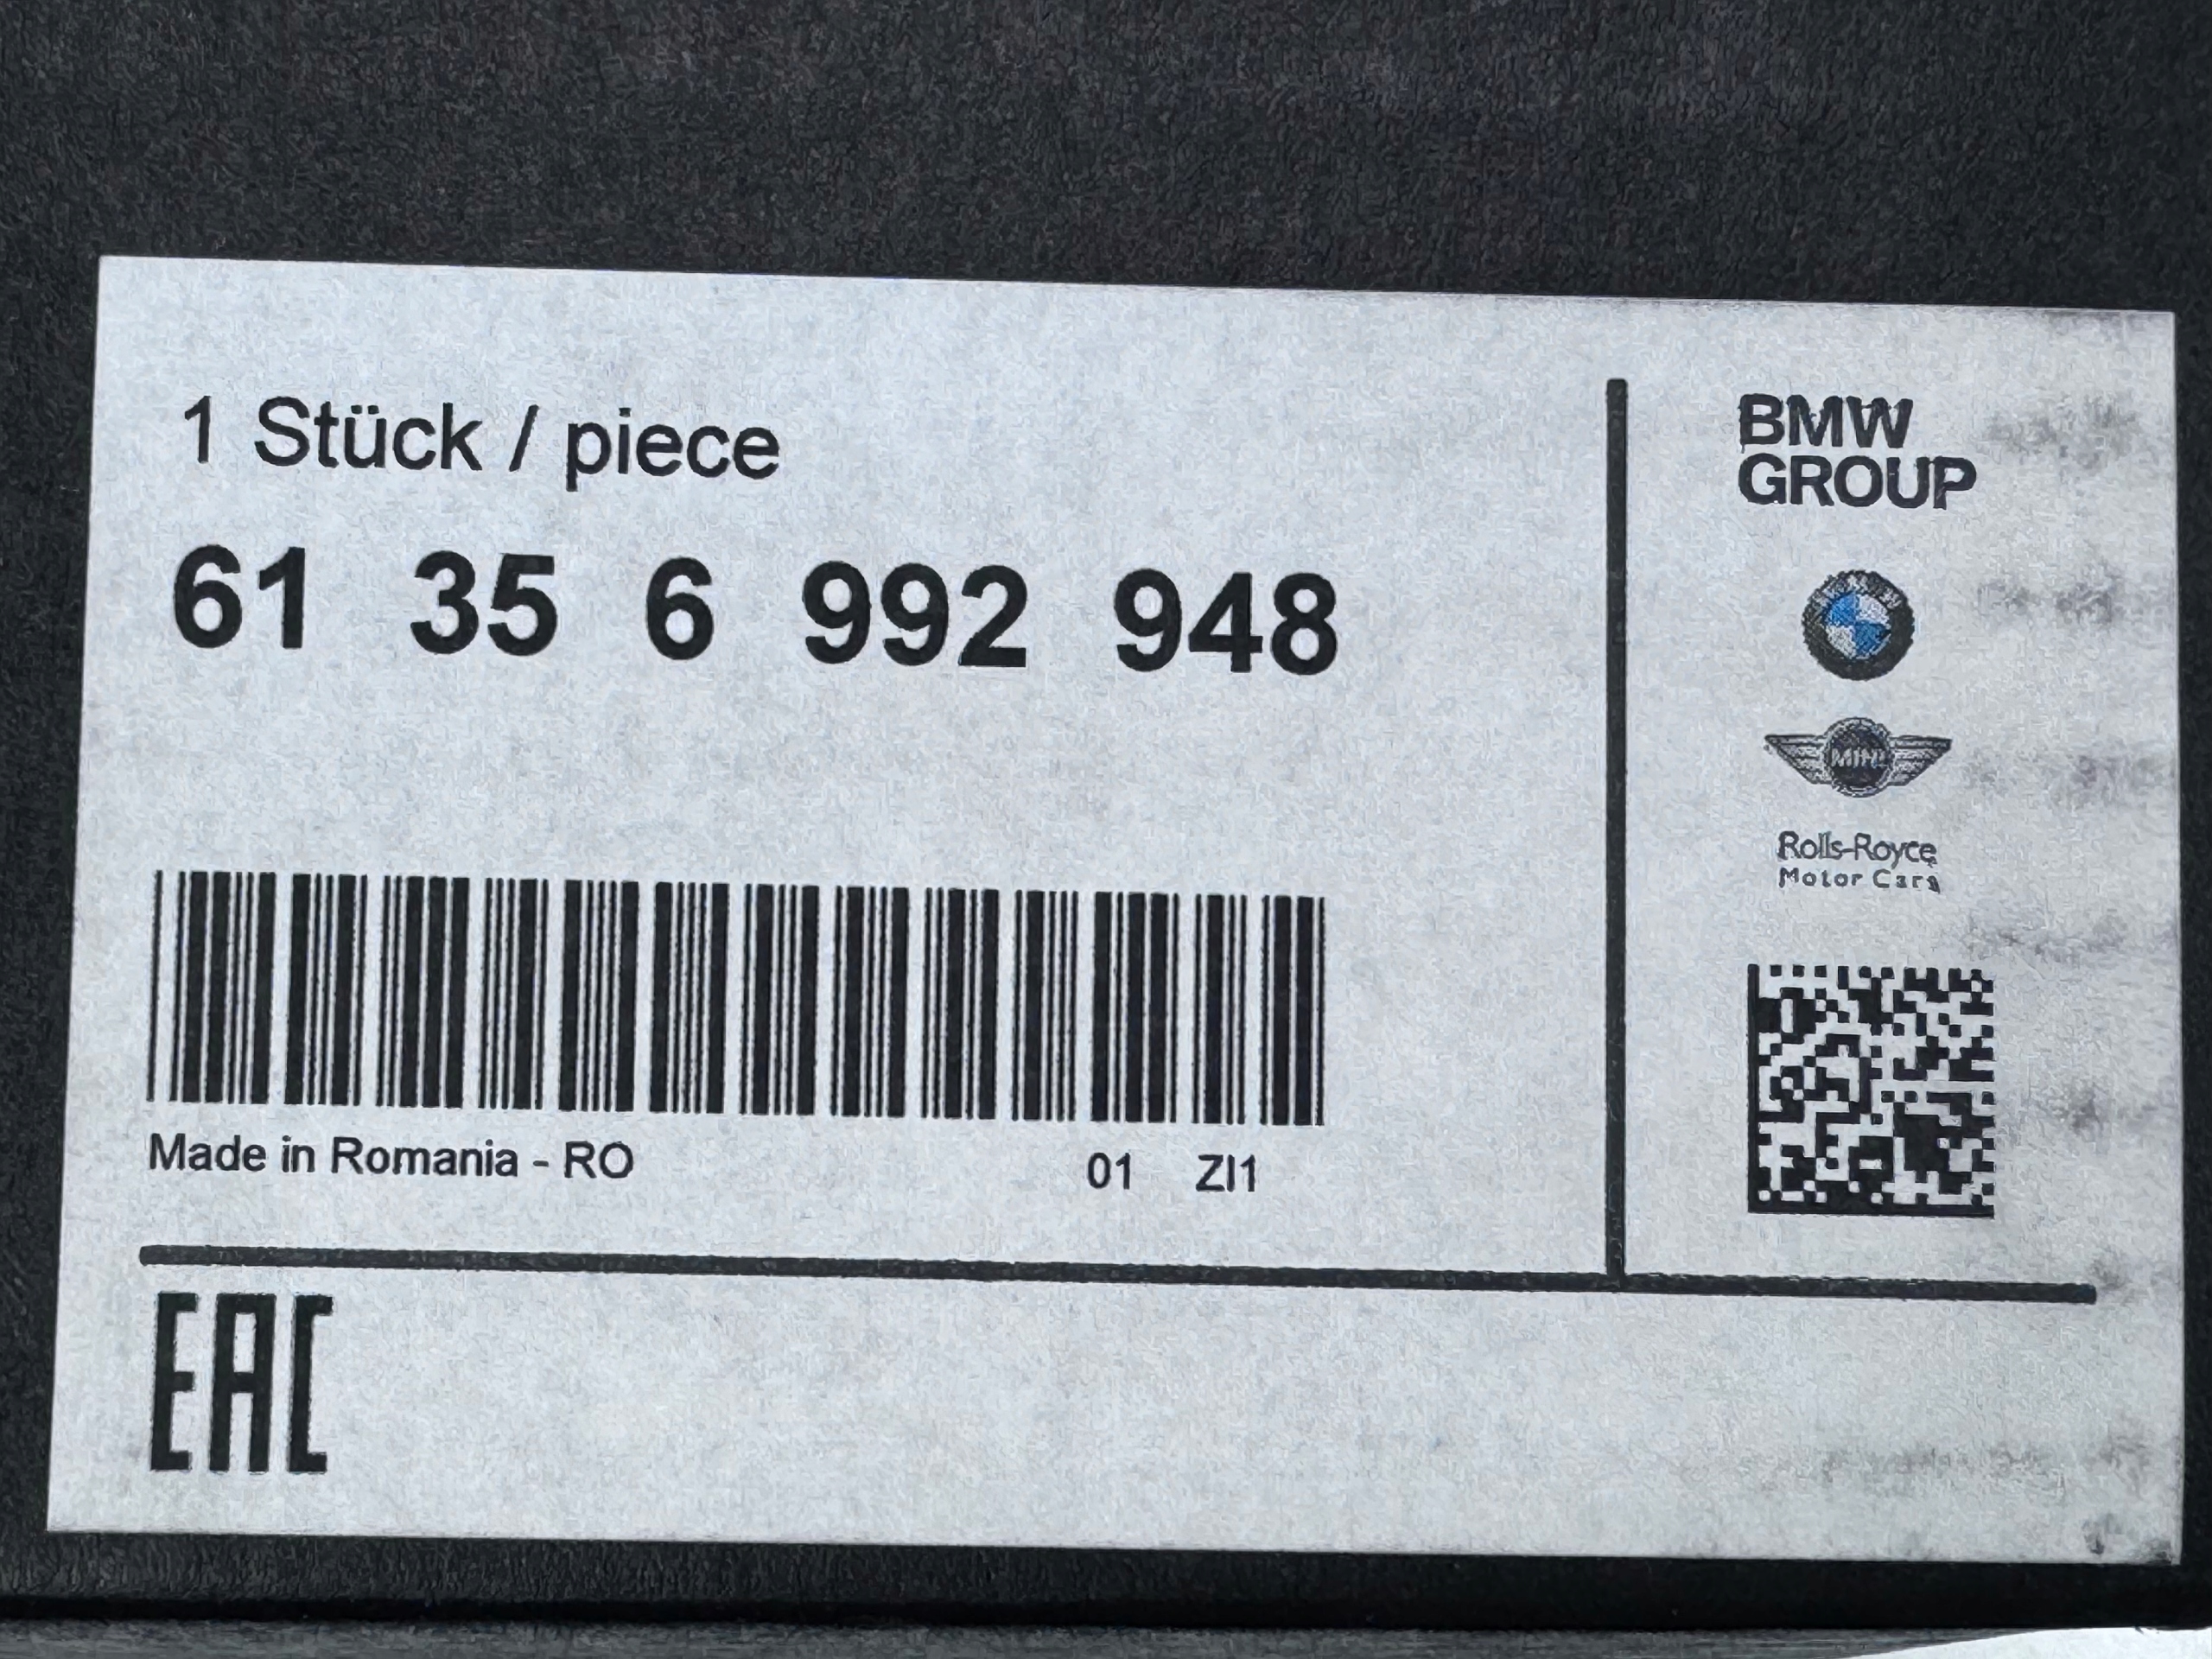 1 Stück / piece
61 35 6 992 948
Made in Romania - RO 01 ZI1
EAC
BMW
GROUP
MINI
Rolls-Royce
Motor Cars